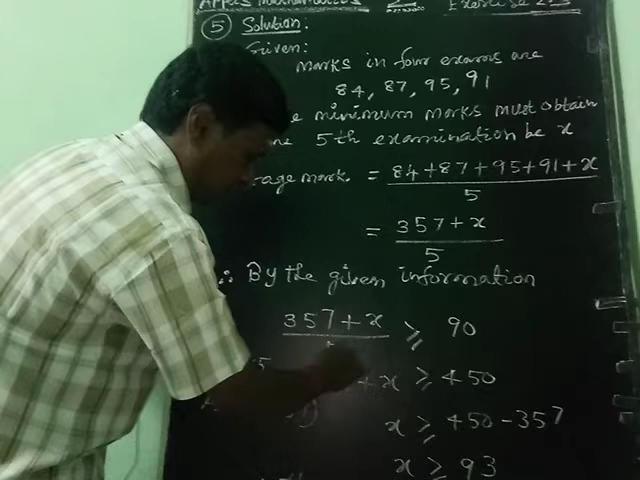 Mathematics Exercise 2.3
⑤ Solution:
Given:
Marks in four exams are
84, 87, 95, 91
minimum marks must obtain
5th examination be x
mark = 84+87+95+91+x / 5
= 357+x / 5
∴ By the given information
357+x ≥ 90
+x ≥ 450
x ≥ 450-357
x ≥ 93